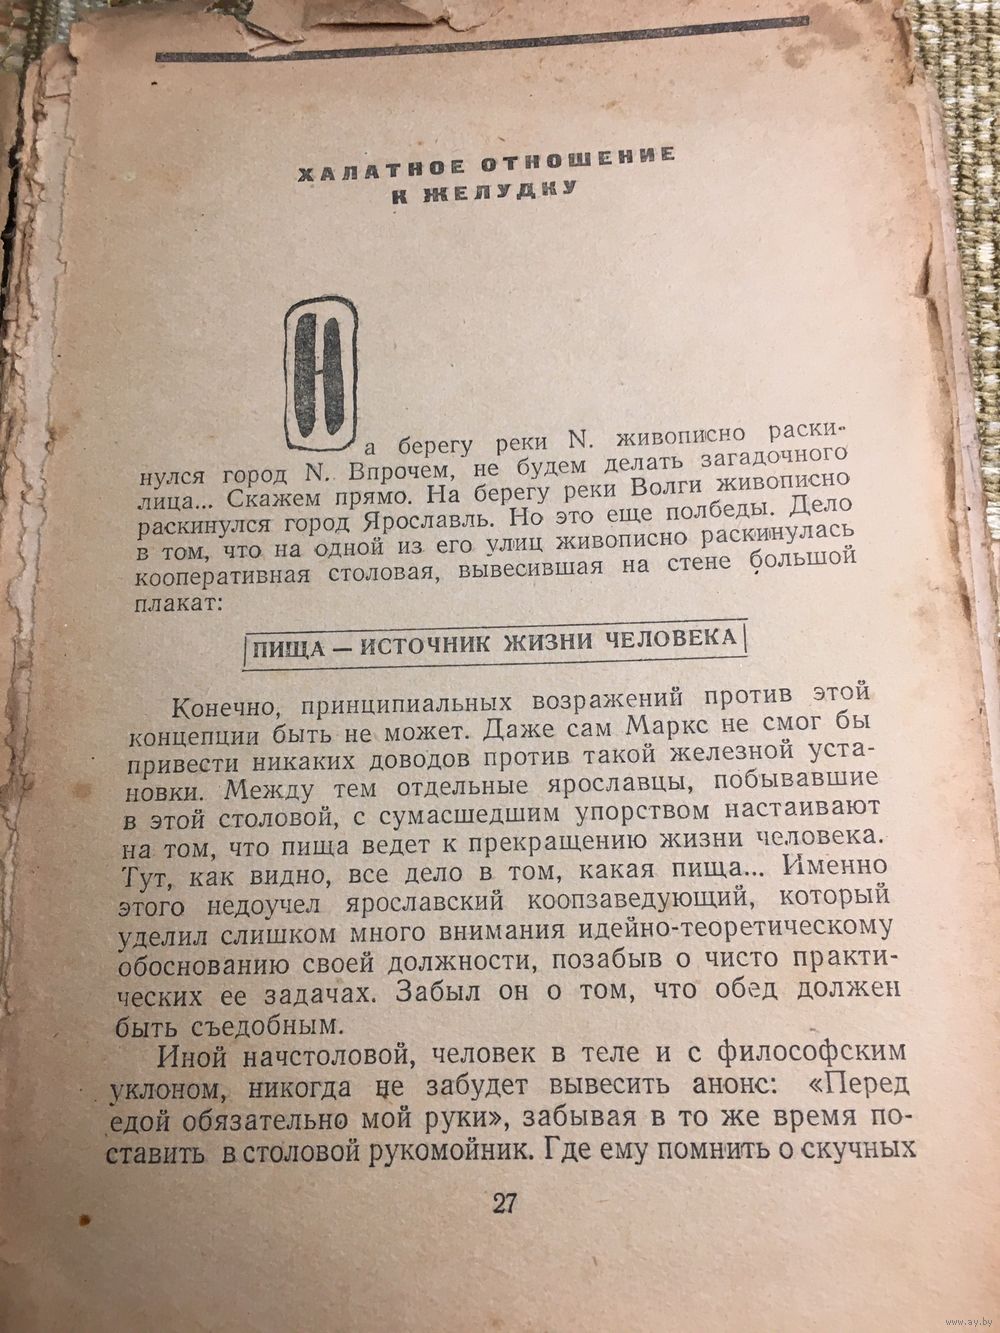 ХАЛАТНОЕ ОТНОШЕНИЕ
К ЖЕЛУДКУ
На берегу реки N. живописно раски-
нулся город N. Впрочем, не будем делать загадочного
лица... Скажем прямо. На берегу реки Волги живописно
раскинулся город Ярославль. Но это еще полбеды. Дело
в том, что на одной из его улиц живописно раскинулась
кооперативная столовая, вывесившая на стене большой
плакат:
ПИЩА — ИСТОЧНИК ЖИЗНИ ЧЕЛОВЕКА
Конечно, принципиальных возражений против этой
концепции быть не может. Даже сам Маркс не смог бы
привести никаких доводов против такой железной уста-
новки. Между тем отдельные ярославцы, побывавшие
в этой столовой, с сумасшедшим упорством настаивают
на том, что пища ведет к прекращению жизни человека.
Тут, как видно, все дело в том, какая пища... Именно
этого недоучел ярославский коопзаведующий, который
уделил слишком много внимания идейно-теоретическому
обоснованию своей должности, позабыв о чисто практи-
ческих ее задачах. Забыл он о том, что обед должен
быть съедобным.
Иной начстоловой, человек в теле и с философским
уклоном, никогда не забудет вывесить анонс: «Перед
едой обязательно мой руки», забывая в то же время по-
ставить в столовой рукомойник. Где ему помнить о скучных
27
www.ay.by